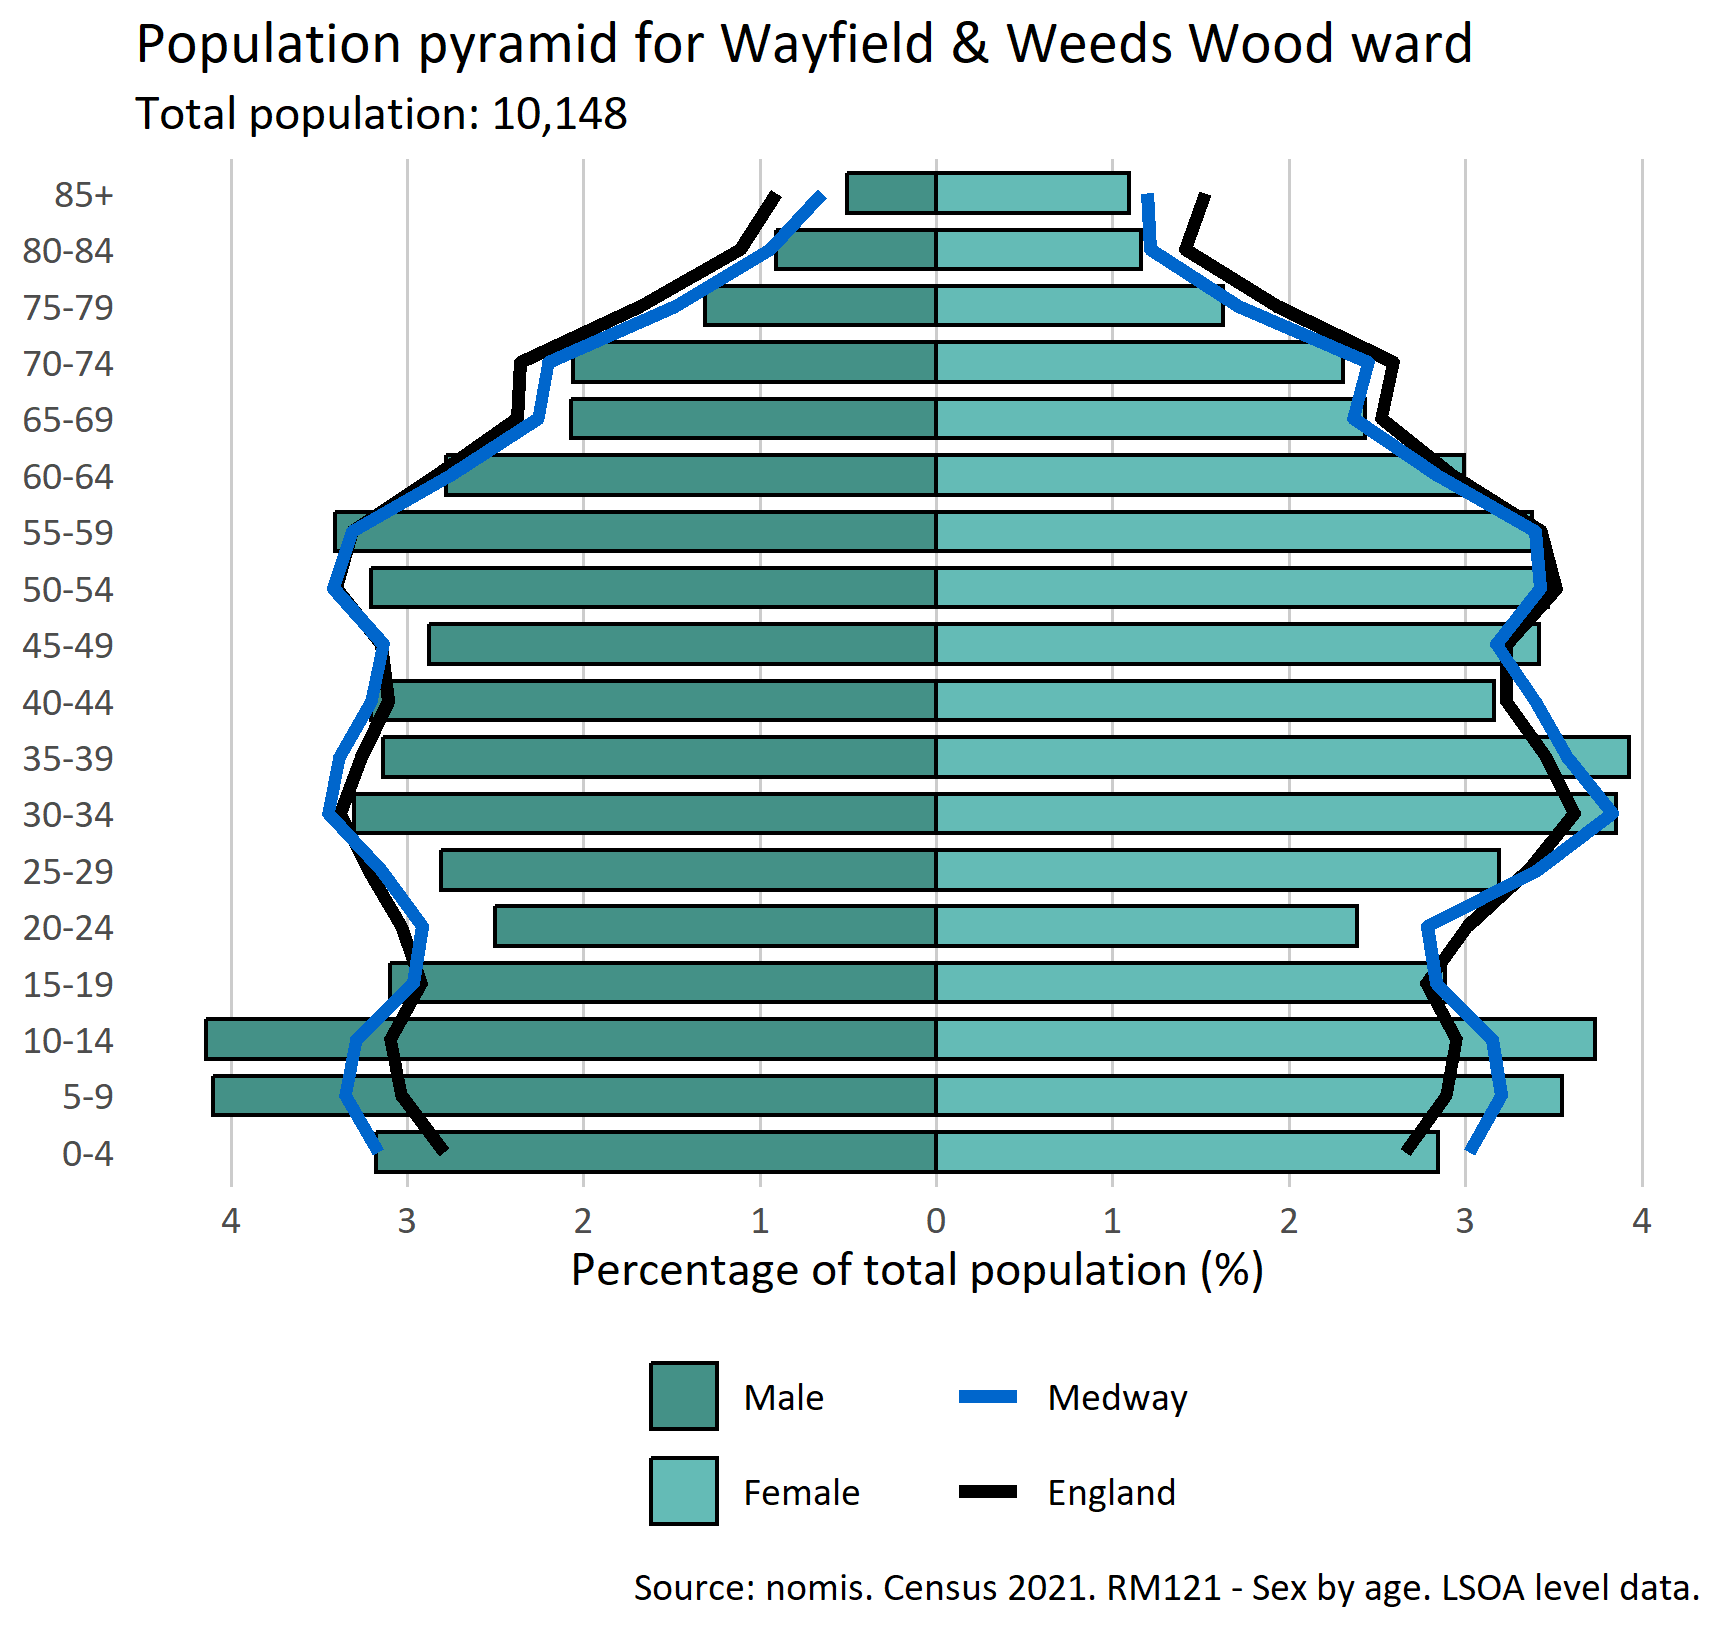 Population pyramid for Wayfield & Weeds Wood ward
Total population: 10,148
85+
80-84
75-79
70-74
65-69
60-64
55-59
50-54
45-49
40-44
35-39
30-34
25-29
20-24
15-19
10-14
5-9
0-4
4 3 2 1 0 1 2 3 4
Percentage of total population (%)
Male Medway
Female England
Source: nomis. Census 2021. RM121 - Sex by age. LSOA level data.